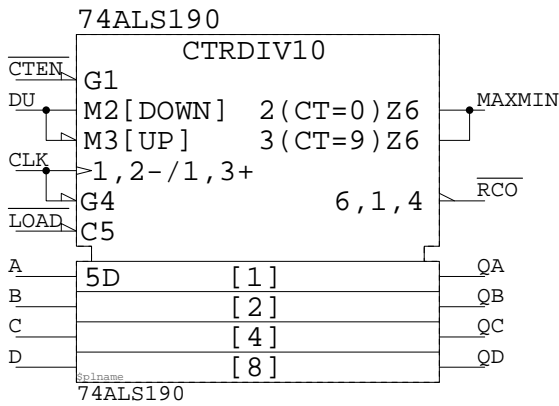 74ALS190
CTRDIV10
CTEN
G1
DU
M2[DOWN] 2(CT=0)Z6
MAXMIN
M3[UP] 3(CT=9)Z6
CLK
1,2-/1,3+
G4
6,1,4
RCO
LOAD
C5
A
5D [1]
QA
B
[2]
QB
C
[4]
QC
D
[8]
QD
$plname
74ALS190